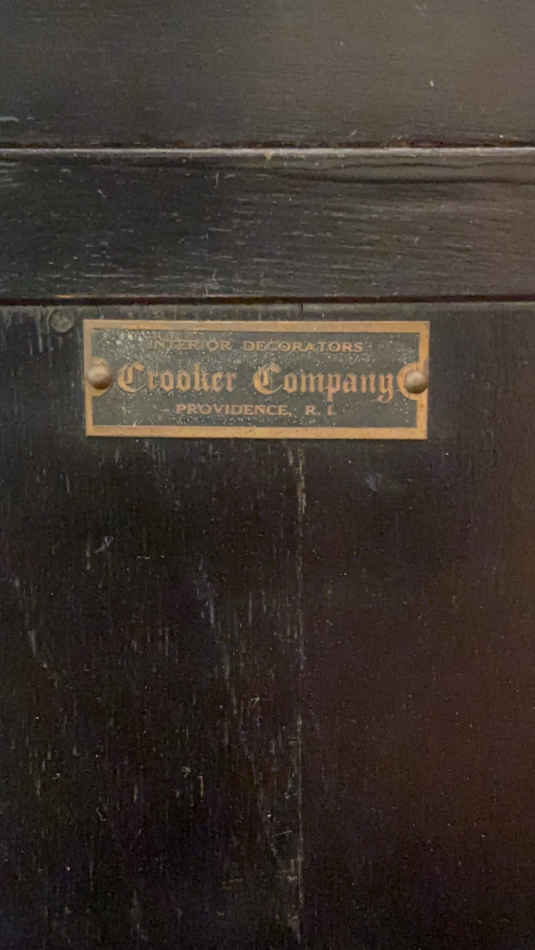 INTERIOR DECORATORS
Crooker Company
PROVIDENCE, R. I.